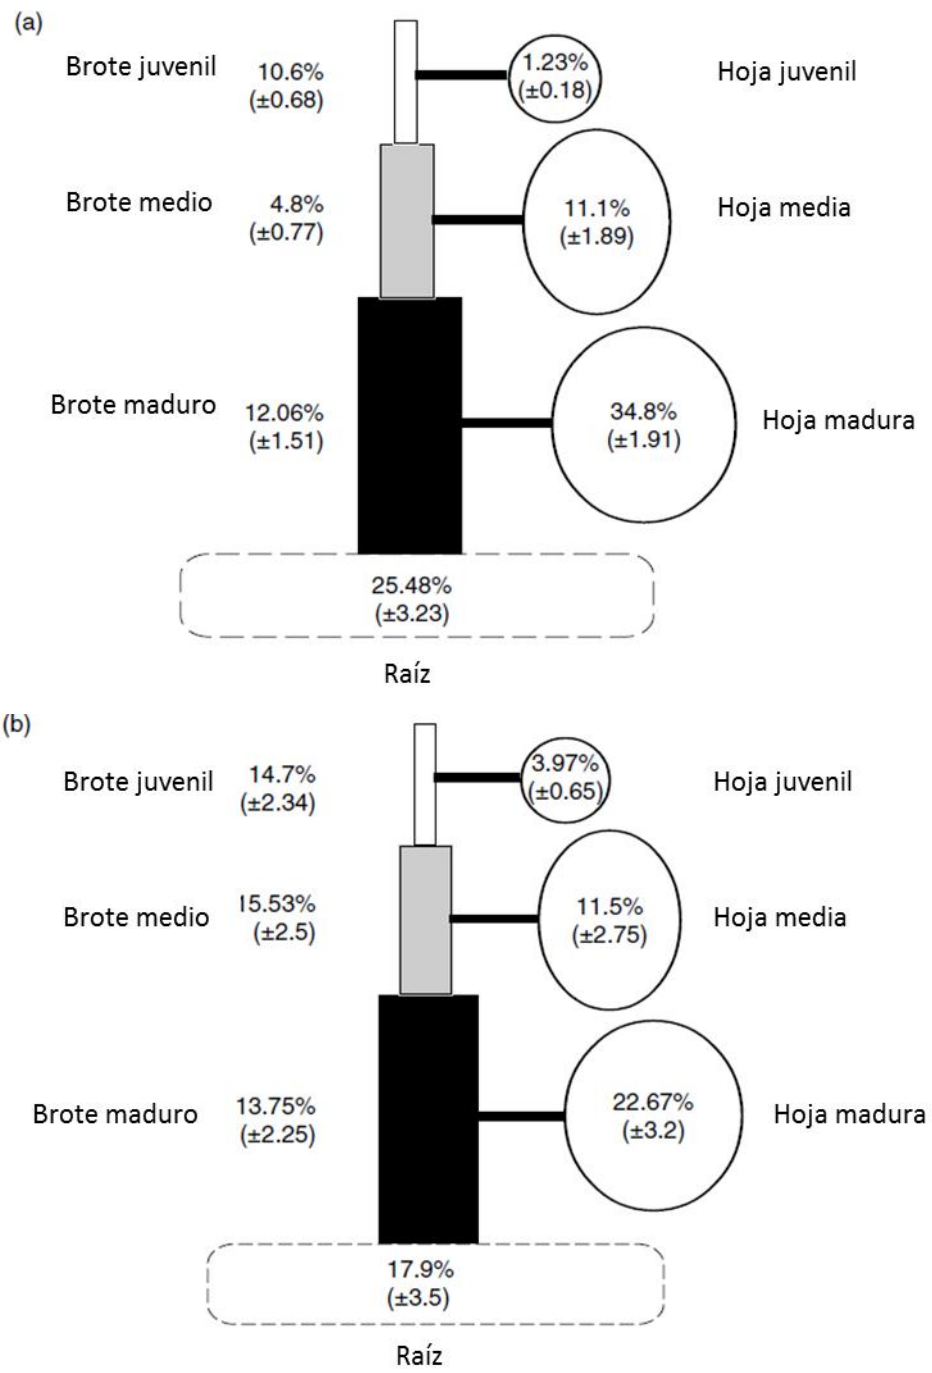 (a)
Brote juvenil
10.6%
(±0.68)
1.23%
(±0.18)
Hoja juvenil
Brote medio
4.8%
(±0.77)
11.1%
(±1.89)
Hoja media
Brote maduro
12.06%
(±1.51)
34.8%
(±1.91)
Hoja madura
25.48%
(±3.23)
Raíz
(b)
Brote juvenil
14.7%
(±2.34)
3.97%
(±0.65)
Hoja juvenil
Brote medio
15.53%
(±2.5)
11.5%
(±2.75)
Hoja media
Brote maduro
13.75%
(±2.25)
22.67%
(±3.2)
Hoja madura
17.9%
(±3.5)
Raíz